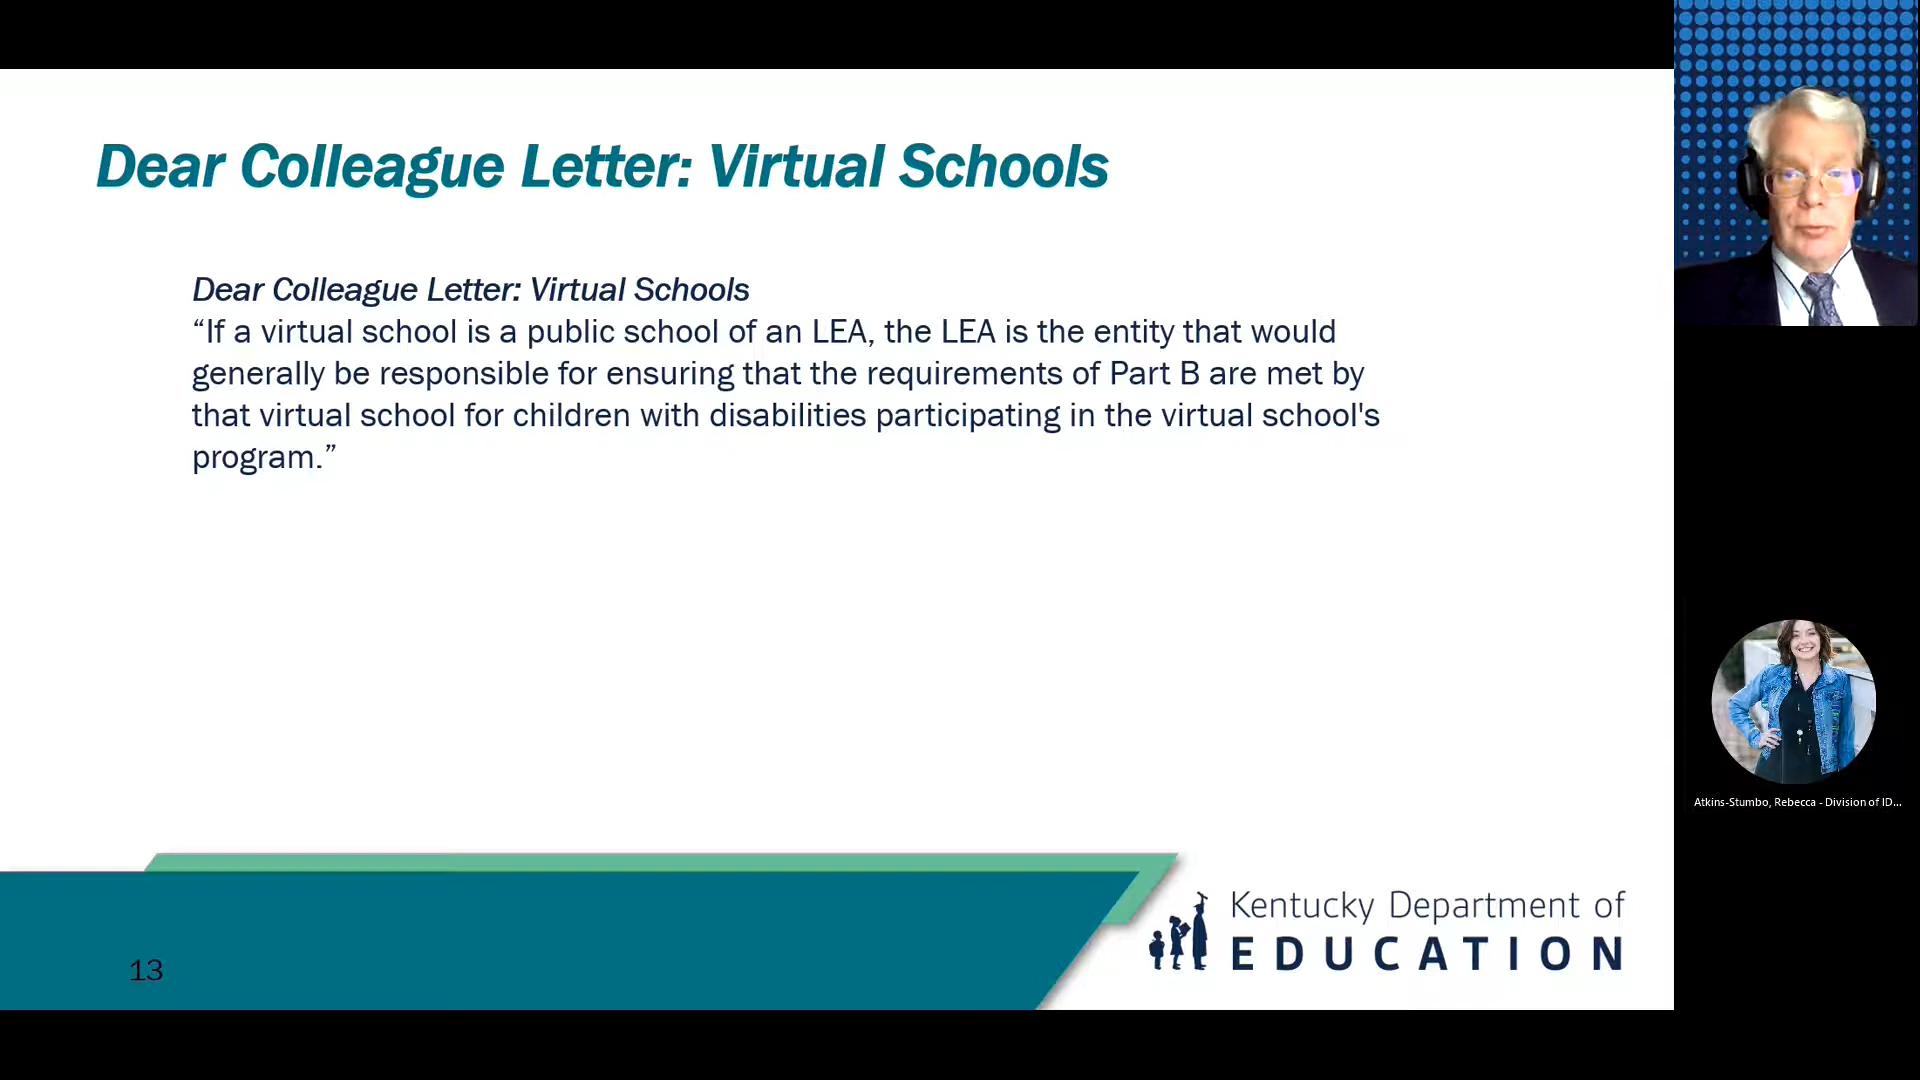 Dear Colleague Letter: Virtual Schools
Dear Colleague Letter: Virtual Schools
“If a virtual school is a public school of an LEA, the LEA is the entity that would
generally be responsible for ensuring that the requirements of Part B are met by
that virtual school for children with disabilities participating in the virtual school's
program.”
13
Kentucky Department of
EDUCATION
Atkins-Stumbo, Rebecca - Division of ID...